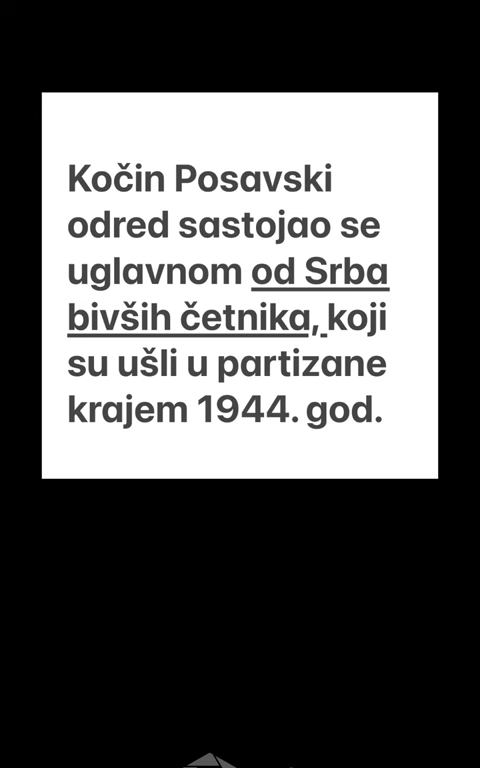 Kočin Posavski
odred sastojao se
uglavnom od Srba
bivših četnika, koji
su ušli u partizane
krajem 1944. god.